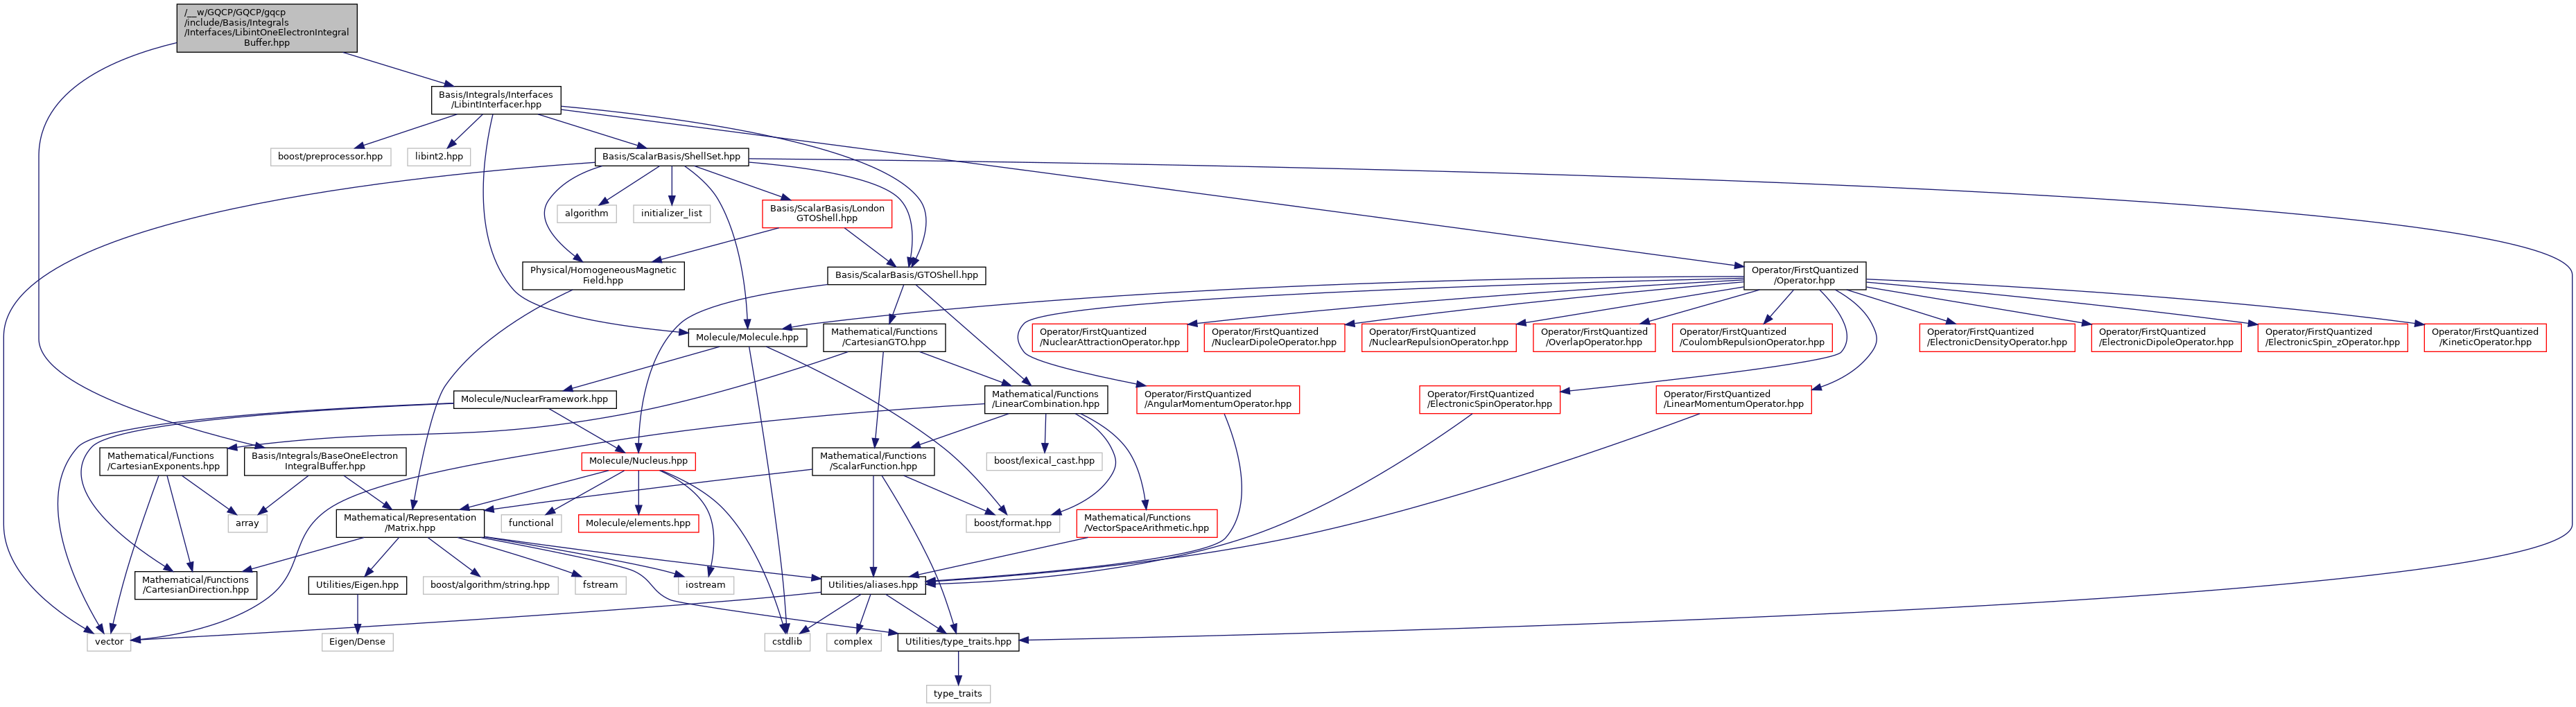 /__w/GQCP/GQCP/gqcp
/include/Basis/Integrals
/Interfaces/LibintOneElectronIntegral
Buffer.hpp
Basis/Integrals/Interfaces
/LibintInterfacer.hpp
boost/preprocessor.hpp
libint2.hpp
Basis/ScalarBasis/ShellSet.hpp
algorithm
initializer_list
Basis/ScalarBasis/London
GTOShell.hpp
Physical/HomogeneousMagnetic
Field.hpp
Basis/ScalarBasis/GTOShell.hpp
Operator/FirstQuantized
/Operator.hpp
Molecule/Molecule.hpp
Mathematical/Functions
/CartesianGTO.hpp
Operator/FirstQuantized
/NuclearAttractionOperator.hpp
Operator/FirstQuantized
/NuclearDipoleOperator.hpp
Operator/FirstQuantized
/NuclearRepulsionOperator.hpp
Operator/FirstQuantized
/OverlapOperator.hpp
Operator/FirstQuantized
/CoulombRepulsionOperator.hpp
Operator/FirstQuantized
/ElectronicDensityOperator.hpp
Operator/FirstQuantized
/ElectronicDipoleOperator.hpp
Operator/FirstQuantized
/ElectronicSpin_zOperator.hpp
Operator/FirstQuantized
/KineticOperator.hpp
Molecule/NuclearFramework.hpp
Mathematical/Functions
/LinearCombination.hpp
Operator/FirstQuantized
/AngularMomentumOperator.hpp
Operator/FirstQuantized
/ElectronicSpinOperator.hpp
Operator/FirstQuantized
/LinearMomentumOperator.hpp
Mathematical/Functions
/CartesianExponents.hpp
Basis/Integrals/BaseOneElectron
IntegralBuffer.hpp
Molecule/Nucleus.hpp
Mathematical/Functions
/ScalarFunction.hpp
boost/lexical_cast.hpp
array
Mathematical/Representation
/Matrix.hpp
functional
Molecule/elements.hpp
boost/format.hpp
Mathematical/Functions
/VectorSpaceArithmetic.hpp
Mathematical/Functions
/CartesianDirection.hpp
Utilities/Eigen.hpp
boost/algorithm/string.hpp
fstream
iostream
Utilities/aliases.hpp
vector
Eigen/Dense
cstdlib
complex
Utilities/type_traits.hpp
type_traits